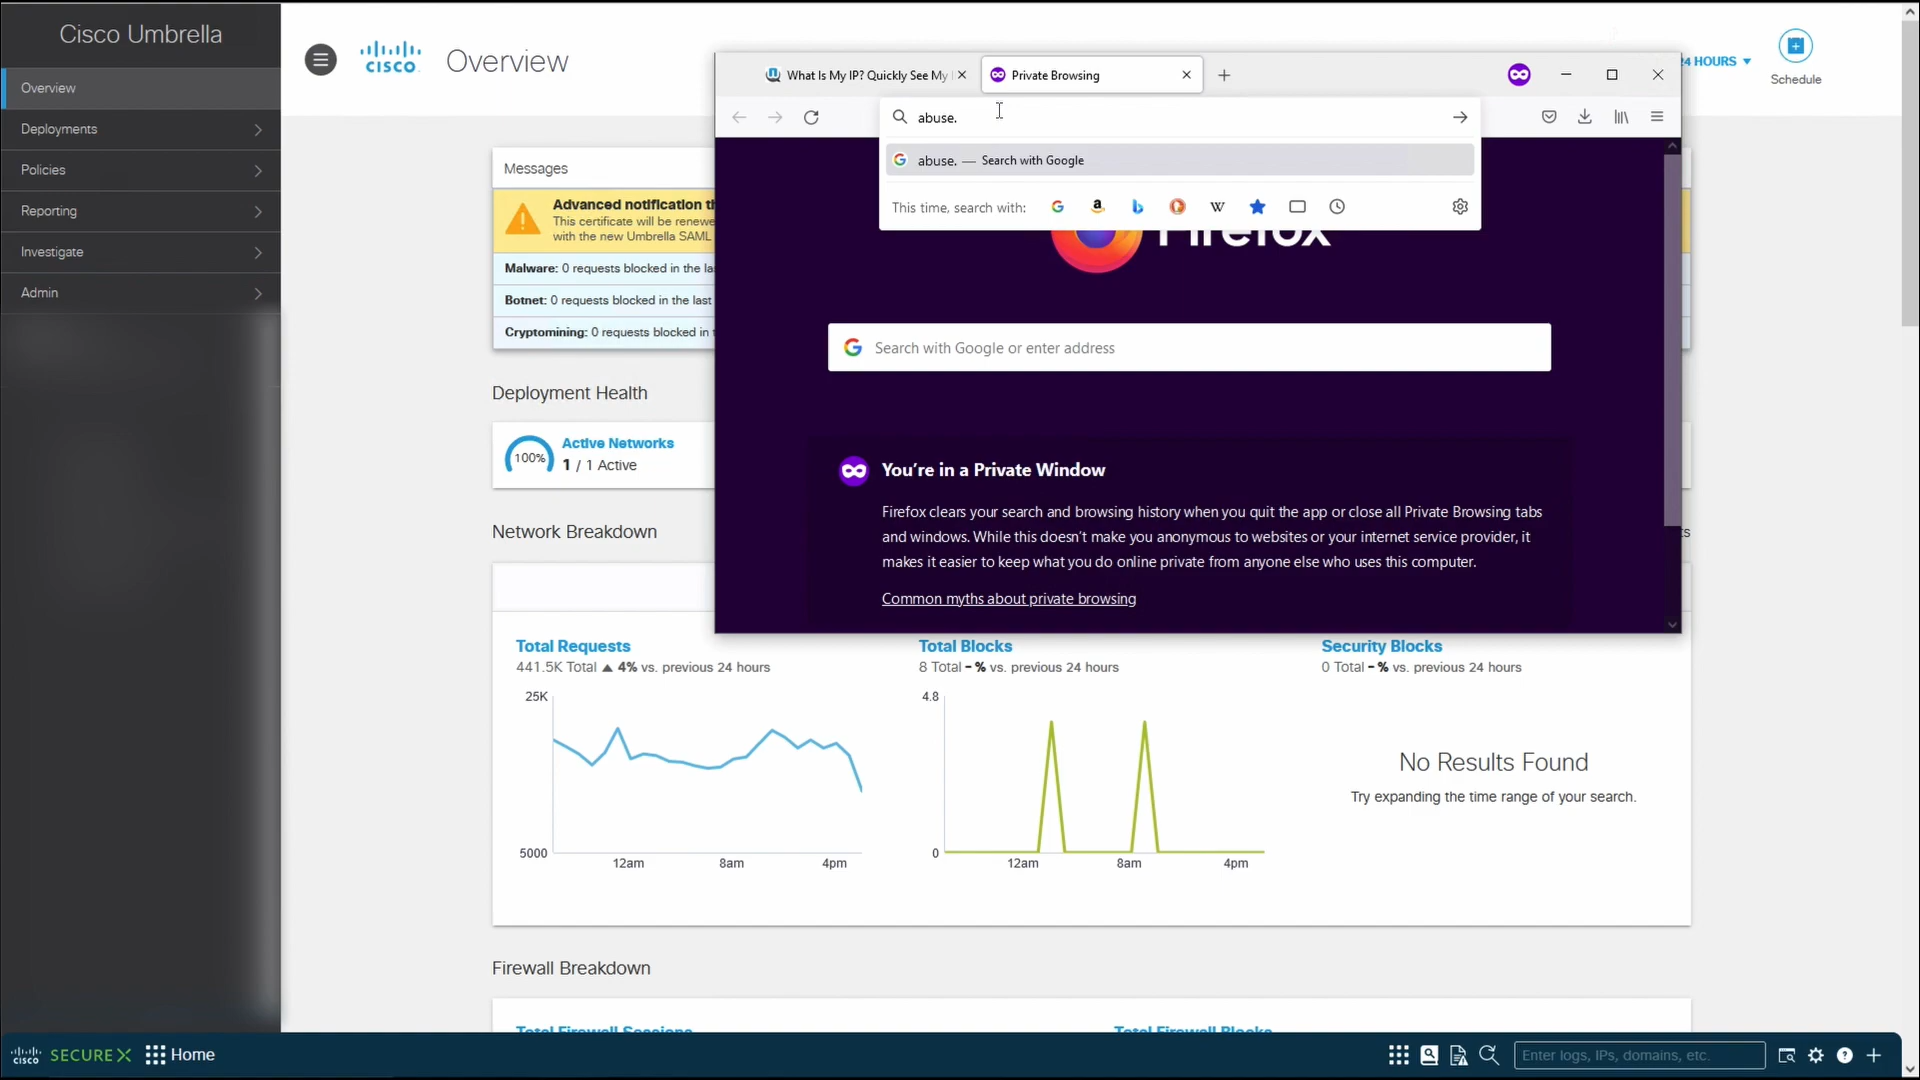 Cisco Umbrella
Overview
Deployments
Policies
Reporting
Investigate
Admin
CISCO
Overview
24 HOURS
Schedule
What Is My IP? Quickly See My
Private Browsing
abuse.
abuse. — Search with Google
This time, search with:
Firefox
Search with Google or enter address
You're in a Private Window
Firefox clears your search and browsing history when you quit the app or close all Private Browsing tabs
and windows. While this doesn't make you anonymous to websites or your internet service provider, it
makes it easier to keep what you do online private from anyone else who uses this computer.
Common myths about private browsing
Messages
Advanced notification
This certificate will be renewe
with the new Umbrella SAML
Malware: 0 requests blocked in the
Botnet: 0 requests blocked in the last
Cryptomining: 0 requests blocked in
Deployment Health
100%
Active Networks
1 / 1 Active
Network Breakdown
Total Requests
441.5K Total ▲ 4% vs. previous 24 hours
25K
5000
12am 8am 4pm
Total Blocks
8 Total - % vs. previous 24 hours
4.8
0
12am 8am 4pm
Security Blocks
0 Total - % vs. previous 24 hours
No Results Found
Try expanding the time range of your search.
Firewall Breakdown
Total Firewall Sessions
Total Firewall Blocks
CISCO SECUREX Home
Enter logs, IPs, domains, etc.